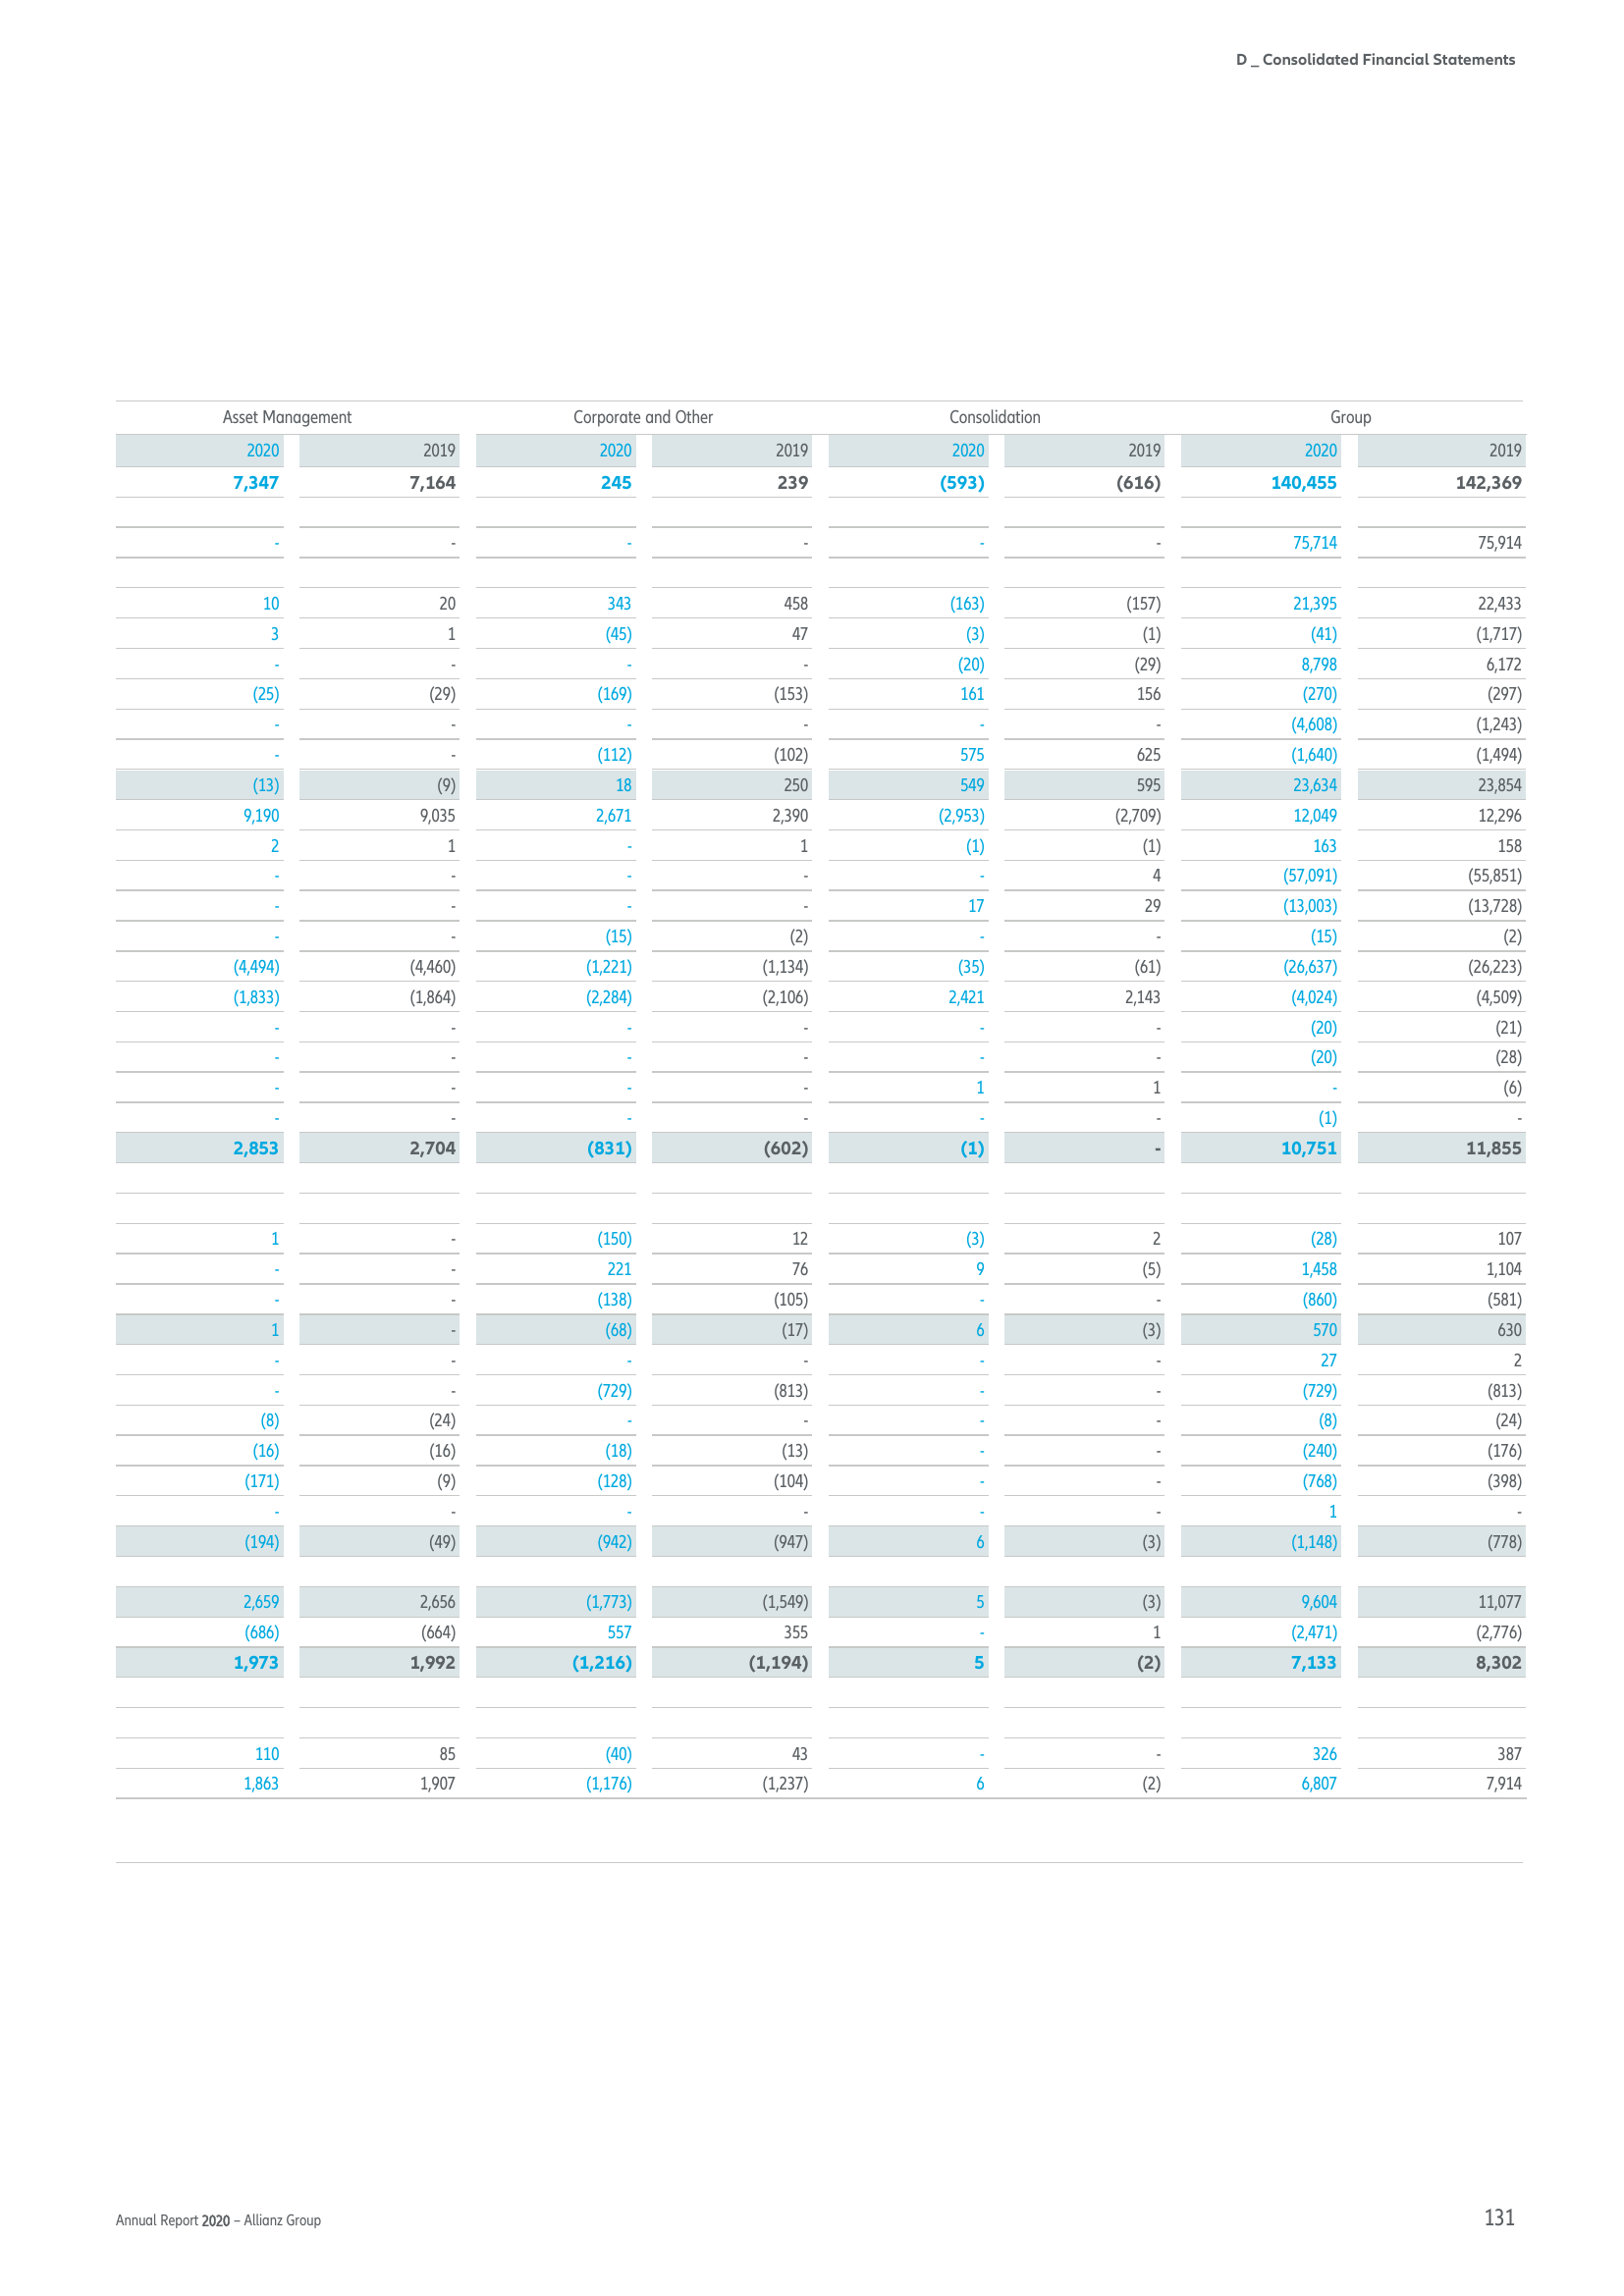 D _ Consolidated Financial Statements
Asset Management Corporate and Other Consolidation Group
2020 2019 2020 2019 2020 2019 2020 2019
7,347 7,164 245 239 (593) (616) 140,455 142,369
- - - - - - 75,714 75,914
10 20 343 458 (163) (157) 21,395 22,433
3 1 (45) 47 (3) (1) (41) (1,717)
- - - - (20) (29) 8,798 6,172
(25) (29) (169) (153) 161 156 (270) (297)
- - - - - - (4,608) (1,243)
- - (112) (102) 575 625 (1,640) (1,494)
(13) (9) 18 250 549 595 23,634 23,854
9,190 9,035 2,671 2,390 (2,953) (2,709) 12,049 12,296
2 1 - 1 (1) (1) 163 158
- - - - - 4 (57,091) (55,851)
- - - - 17 29 (13,003) (13,728)
- - (15) (2) - - (15) (2)
(4,494) (4,460) (1,221) (1,134) (35) (61) (26,637) (26,223)
(1,833) (1,864) (2,284) (2,106) 2,421 2,143 (4,024) (4,509)
- - - - - - (20) (21)
- - - - - - (20) (28)
- - - - 1 1 - (6)
- - - - - - (1) -
2,853 2,704 (831) (602) (1) - 10,751 11,855
1 - (150) 12 (3) 2 (28) 107
- - 221 76 9 (5) 1,458 1,104
- - (138) (105) - - (860) (581)
1 - (68) (17) 6 (3) 570 630
- - - - - - 27 2
- - (729) (813) - - (729) (813)
(8) (24) - - - - (8) (24)
(16) (16) (18) (13) - - (240) (176)
(171) (9) (128) (104) - - (768) (398)
- - - - - - 1 -
(194) (49) (942) (947) 6 (3) (1,148) (778)
2,659 2,656 (1,773) (1,549) 5 (3) 9,604 11,077
(686) (664) 557 355 - 1 (2,471) (2,776)
1,973 1,992 (1,216) (1,194) 5 (2) 7,133 8,302
110 85 (40) 43 - - 326 387
1,863 1,907 (1,176) (1,237) 6 (2) 6,807 7,914
Annual Report 2020 – Allianz Group 131